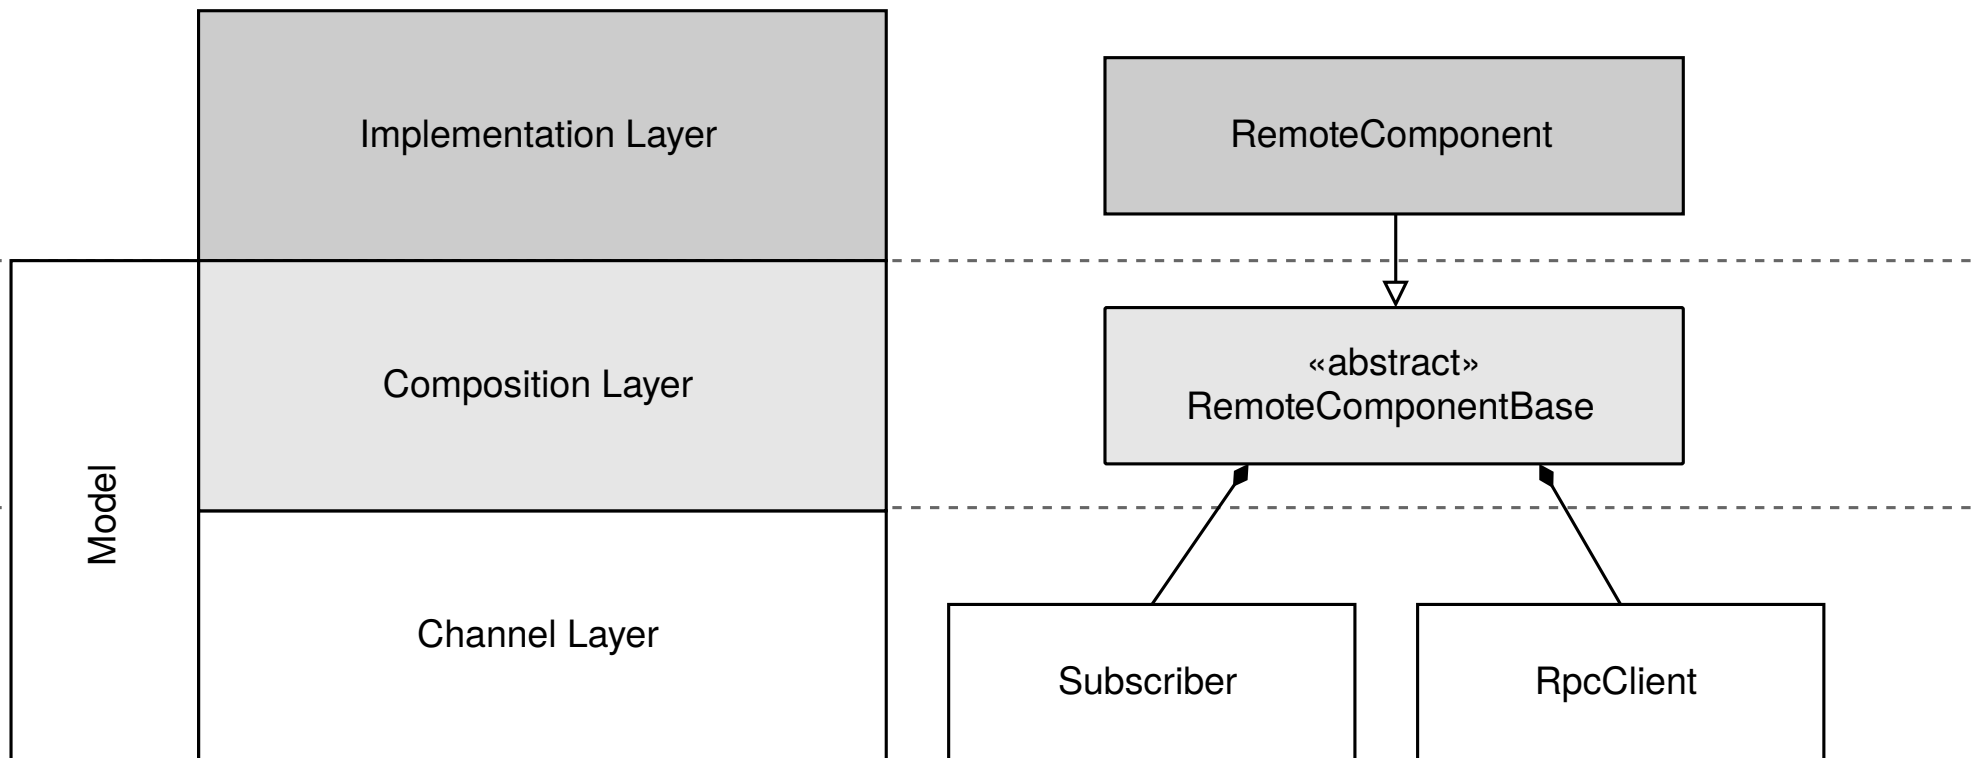 Implementation Layer
RemoteComponent
Composition Layer
«abstract»
RemoteComponentBase
Model
Channel Layer
Subscriber
RpcClient